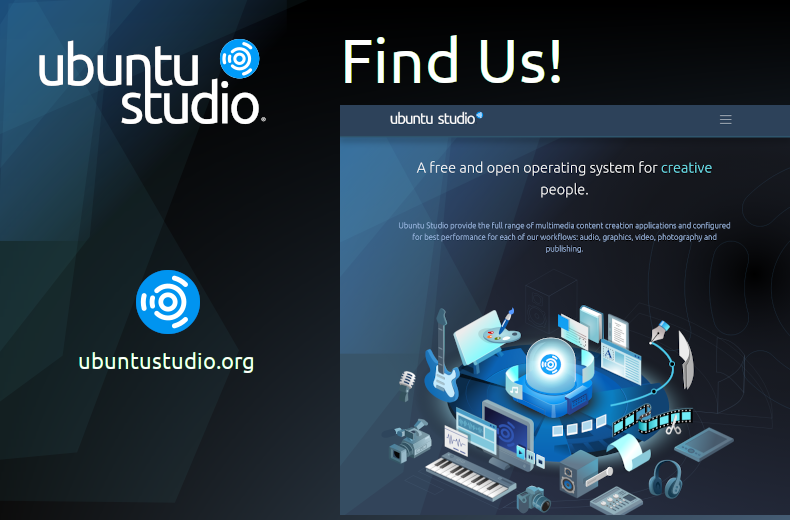 ubuntu
studio®
ubuntustudio.org
Find Us!
ubuntu studio
A free and open operating system for creative
people.
Ubuntu Studio provide the full range of multimedia content creation applications and configured
for best performance for each of our workflows: audio, graphics, video, photography and
publishing.
A